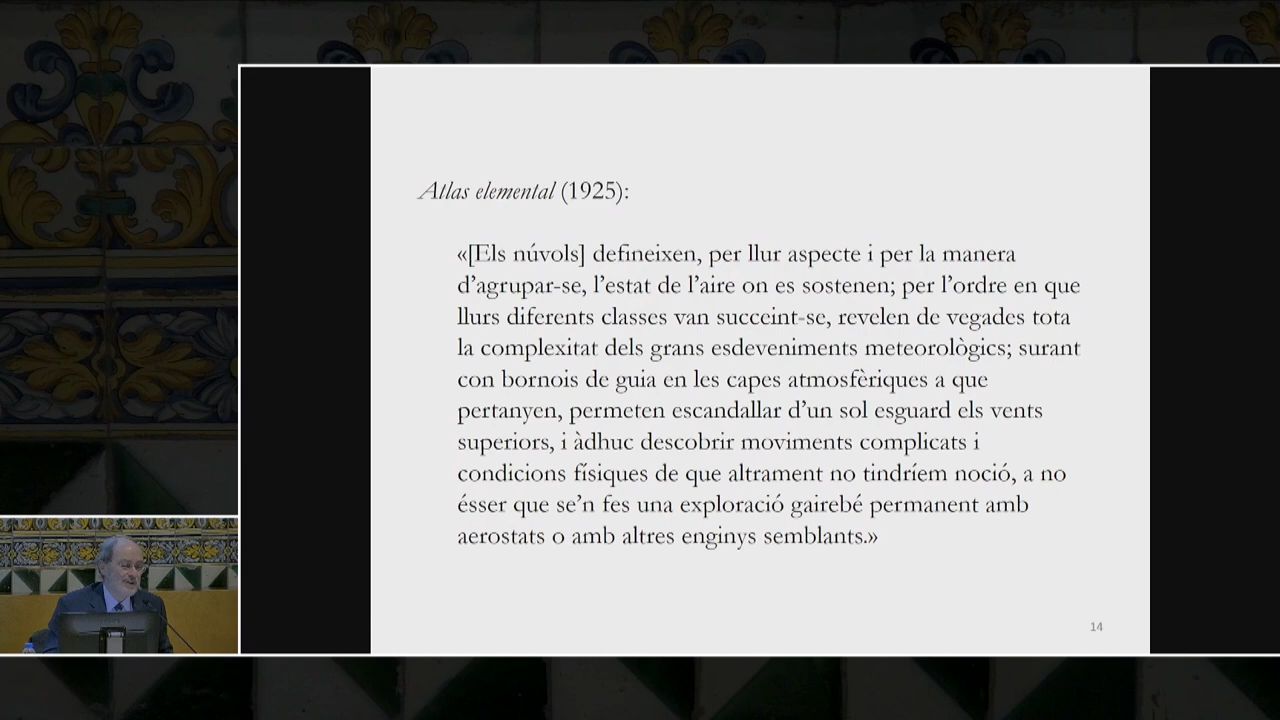 Atlas elemental (1925):
«[Els núvols] defineixen, per llur aspecte i per la manera
d’agrupar-se, l’estat de l’aire on es sostenen; per l’ordre en que
llurs diferents classes van succeint-se, revelen de vegades tota
la complexitat dels grans esdeveniments meteorològics; surant
con bornois de guia en les capes atmosfèriques a que
pertanyen, permeten escandallar d’un sol esguard els vents
superiors, i àdhuc descobrir moviments complicats i
condicions físiques de que altrament no tindríem noció, a no
ésser que se’n fes una exploració gairebé permanent amb
aerostats o amb altres enginys semblants.»
14